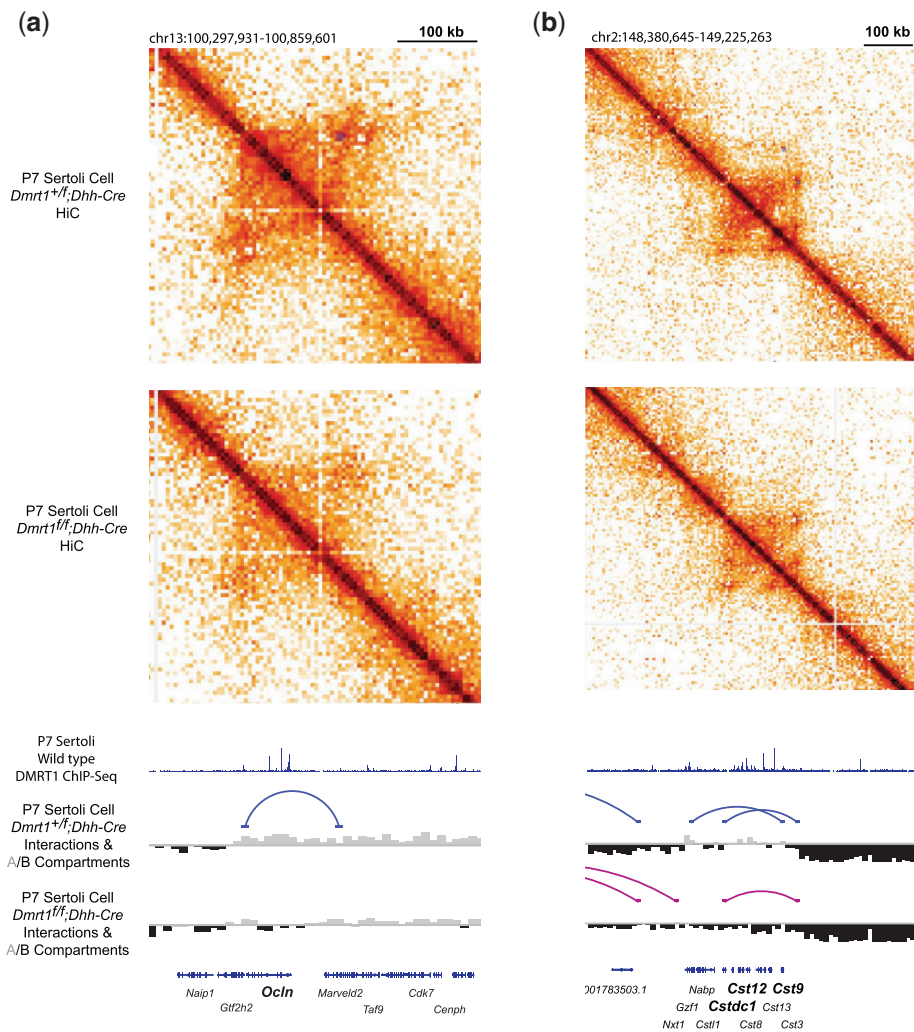 (a)
(b)
chr13:100,297,931-100,859,601
100 kb
chr2:148,380,645-149,225,263
100 kb
P7 Sertoli Cell
Dmrt1+/f;Dhh-Cre
HiC
P7 Sertoli Cell
Dmrt1f/f;Dhh-Cre
HiC
P7 Sertoli
Wild type
DMRT1 ChIP-Seq
P7 Sertoli Cell
Dmrt1+/f;Dhh-Cre
Interactions &
A/B Compartments
P7 Sertoli Cell
Dmrt1f/f;Dhh-Cre
Interactions &
A/B Compartments
Naip1 Ocln Marveld2 Cdk7
Gtf2h2 Taf9 Cenph
001783503.1 Nabp Cst12 Cst9
Gzf1 Cstdc1 Cst13
Nxt1 Cstl1 Cst8 Cst3